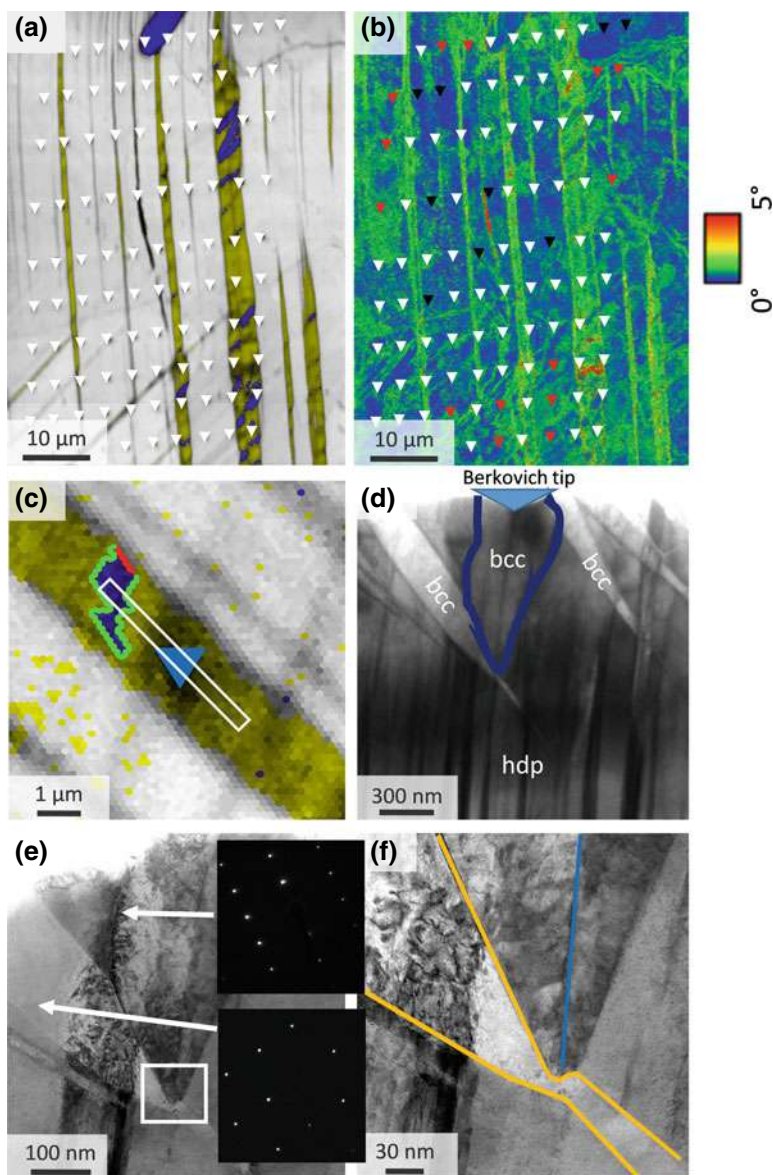 (a)
(b)
5°
0°
10 µm
10 µm
(c)
(d)
Berkovich tip
bcc
bcc
bcc
hdp
1 µm
300 nm
(e)
(f)
100 nm
30 nm